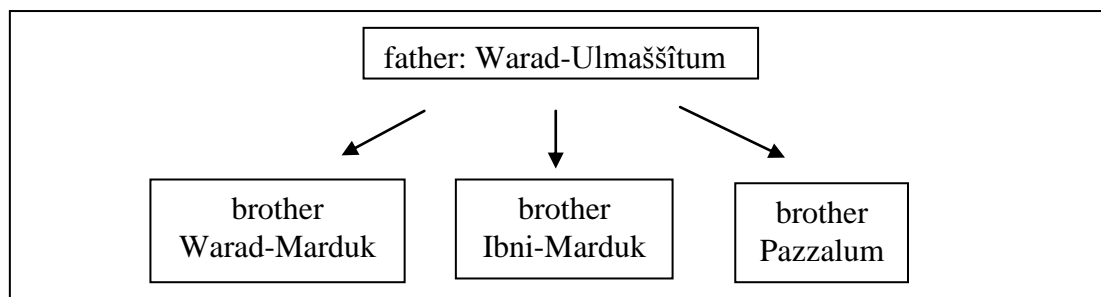 father: Warad-Ulmaššîtum
brother
Warad-Marduk
brother
Ibni-Marduk
brother
Pazzalum